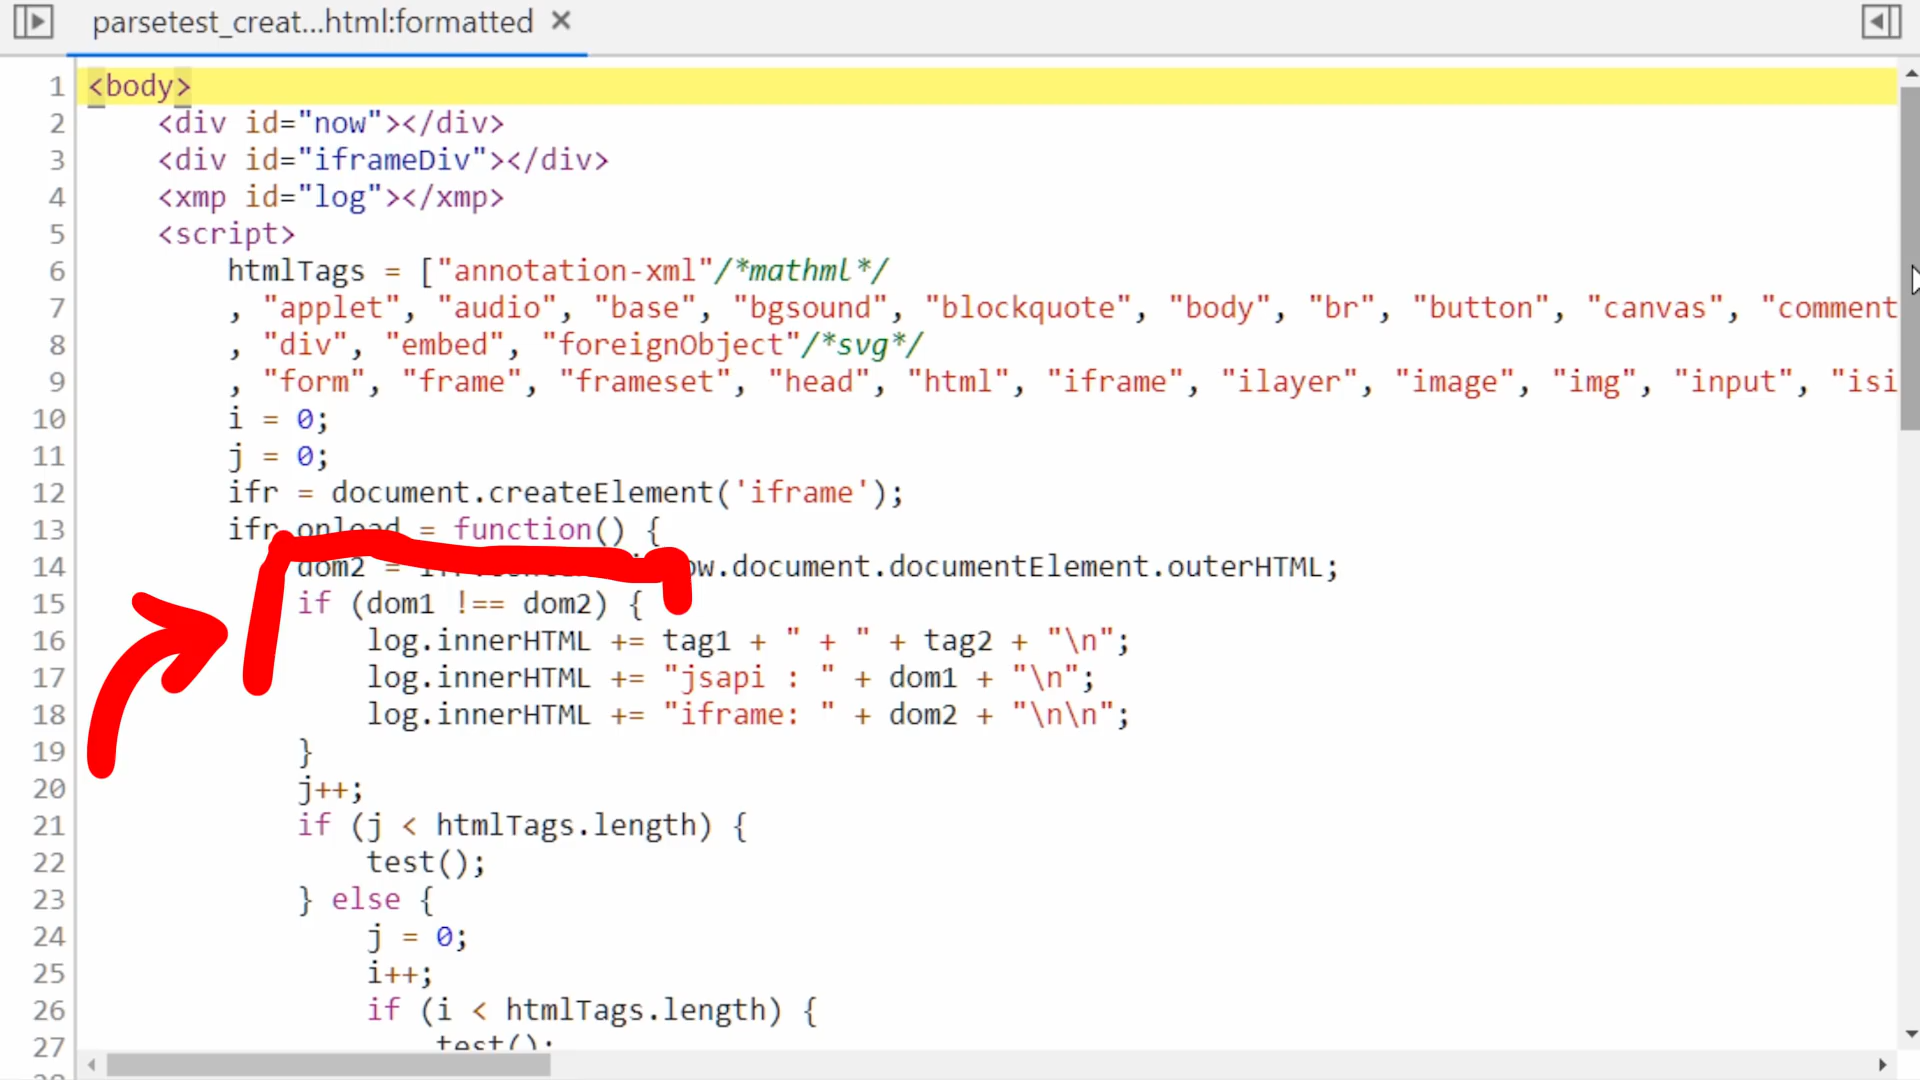 parsetest_creat...html:formatted ×
1 <body>
2 <div id="now"></div>
3 <div id="iframeDiv"></div>
4 <xmp id="log"></xmp>
5 <script>
6 htmlTags = ["annotation-xml"/*mathml*/
7 , "applet", "audio", "base", "bgsound", "blockquote", "body", "br", "button", "canvas", "comment
8 , "div", "embed", "foreignObject"/*svg*/
9 , "form", "frame", "frameset", "head", "html", "iframe", "ilayer", "image", "img", "input", "isi
10 i = 0;
11 j = 0;
12 ifr = document.createElement('iframe');
13 ifr.onload = function() {
14 dom2 = ow.document.documentElement.outerHTML;
15 if (dom1 !== dom2) {
16 log.innerHTML += tag1 + " + " + tag2 + "\n";
17 log.innerHTML += "jsapi : " + dom1 + "\n";
18 log.innerHTML += "iframe: " + dom2 + "\n\n";
19 }
20 j++;
21 if (j < htmlTags.length) {
22 test();
23 } else {
24 j = 0;
25 i++;
26 if (i < htmlTags.length) {
27 test();